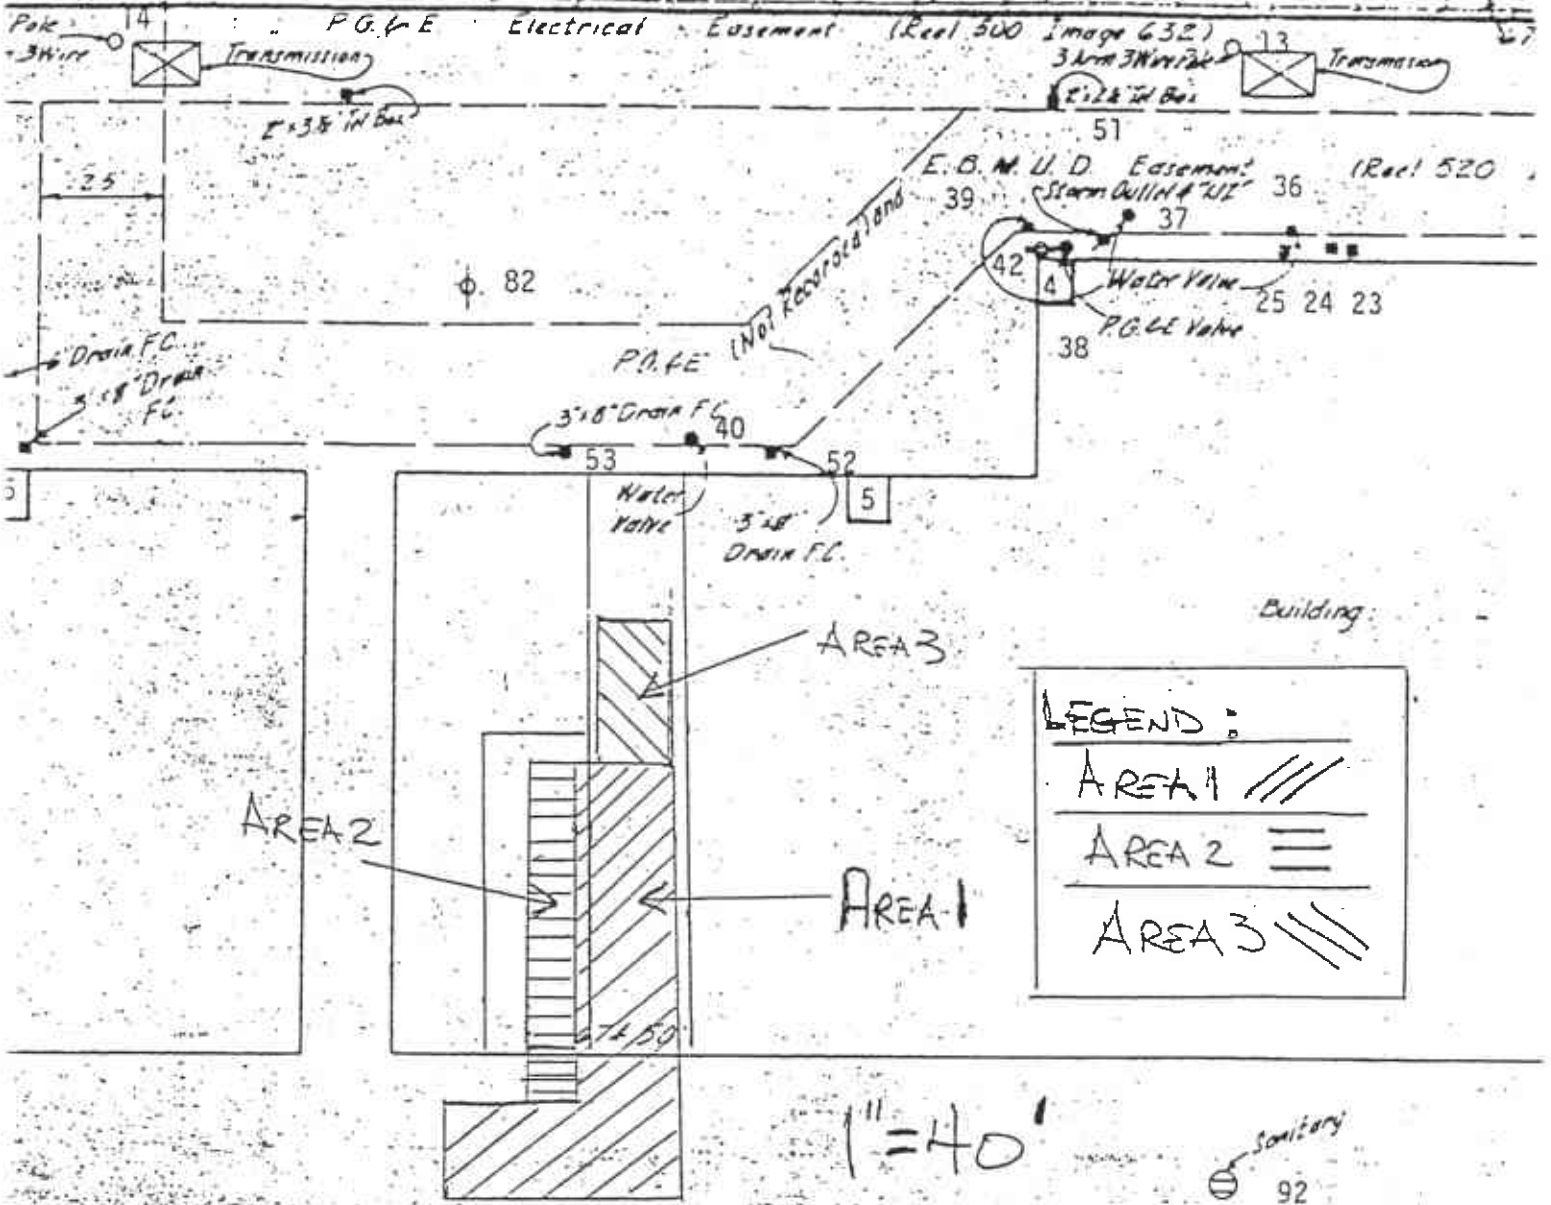 Pole
3 Wire
14
P.G.&E Electrical Easement (Reel 500 Image 632)
Transmission
3 Arm 3 Wire Pole
13
Transmission
51
25
E.B.M.U.D. Easement (Reel 520
39
36
37
82
42
4
Water Valve
25 24 23
P.G.&E Valve
38
Drain F.C.
3"x8" Drain
F.C.
(Not Recorded)
P.G.&E
3"x8" Drain F.C.
40
53
52
5
5
Water
Valve
3"x8"
Drain F.C.
Building
AREA 3
LEGEND:
AREA 1
AREA 2
AREA 3
AREA 2
AREA 1
1"=40'
Sanitary
92